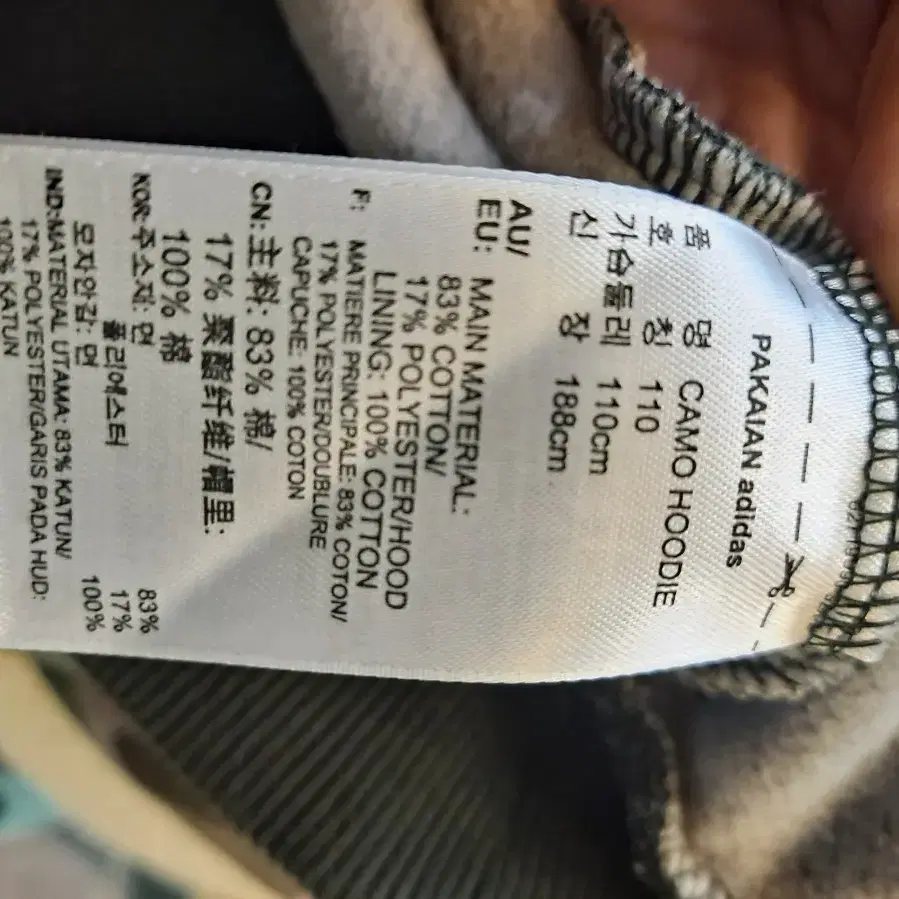 PAKAIAN adidas
품 명 CAMO HOODIE
호 칭 110
가슴둘레 110cm
신 장 188cm
AU/
EU: MAIN MATERIAL:
83% COTTON/
17% POLYESTER/HOOD
LINING: 100% COTTON
F: MATIERE PRINCIPALE: 83% COTON/
17% POLYESTER/DOUBLURE
CAPUCHE: 100% COTON
CN: 主料: 83% 棉/
17% 聚酯纤维/帽里:
100% 棉
KOR: 주소재: 면 83%
폴리에스터 17%
모자안감: 면 100%
IND:MATERIAL UTAMA: 83% KATUN/
17% POLYESTER/GARIS PADA HUD:
100% KATUN